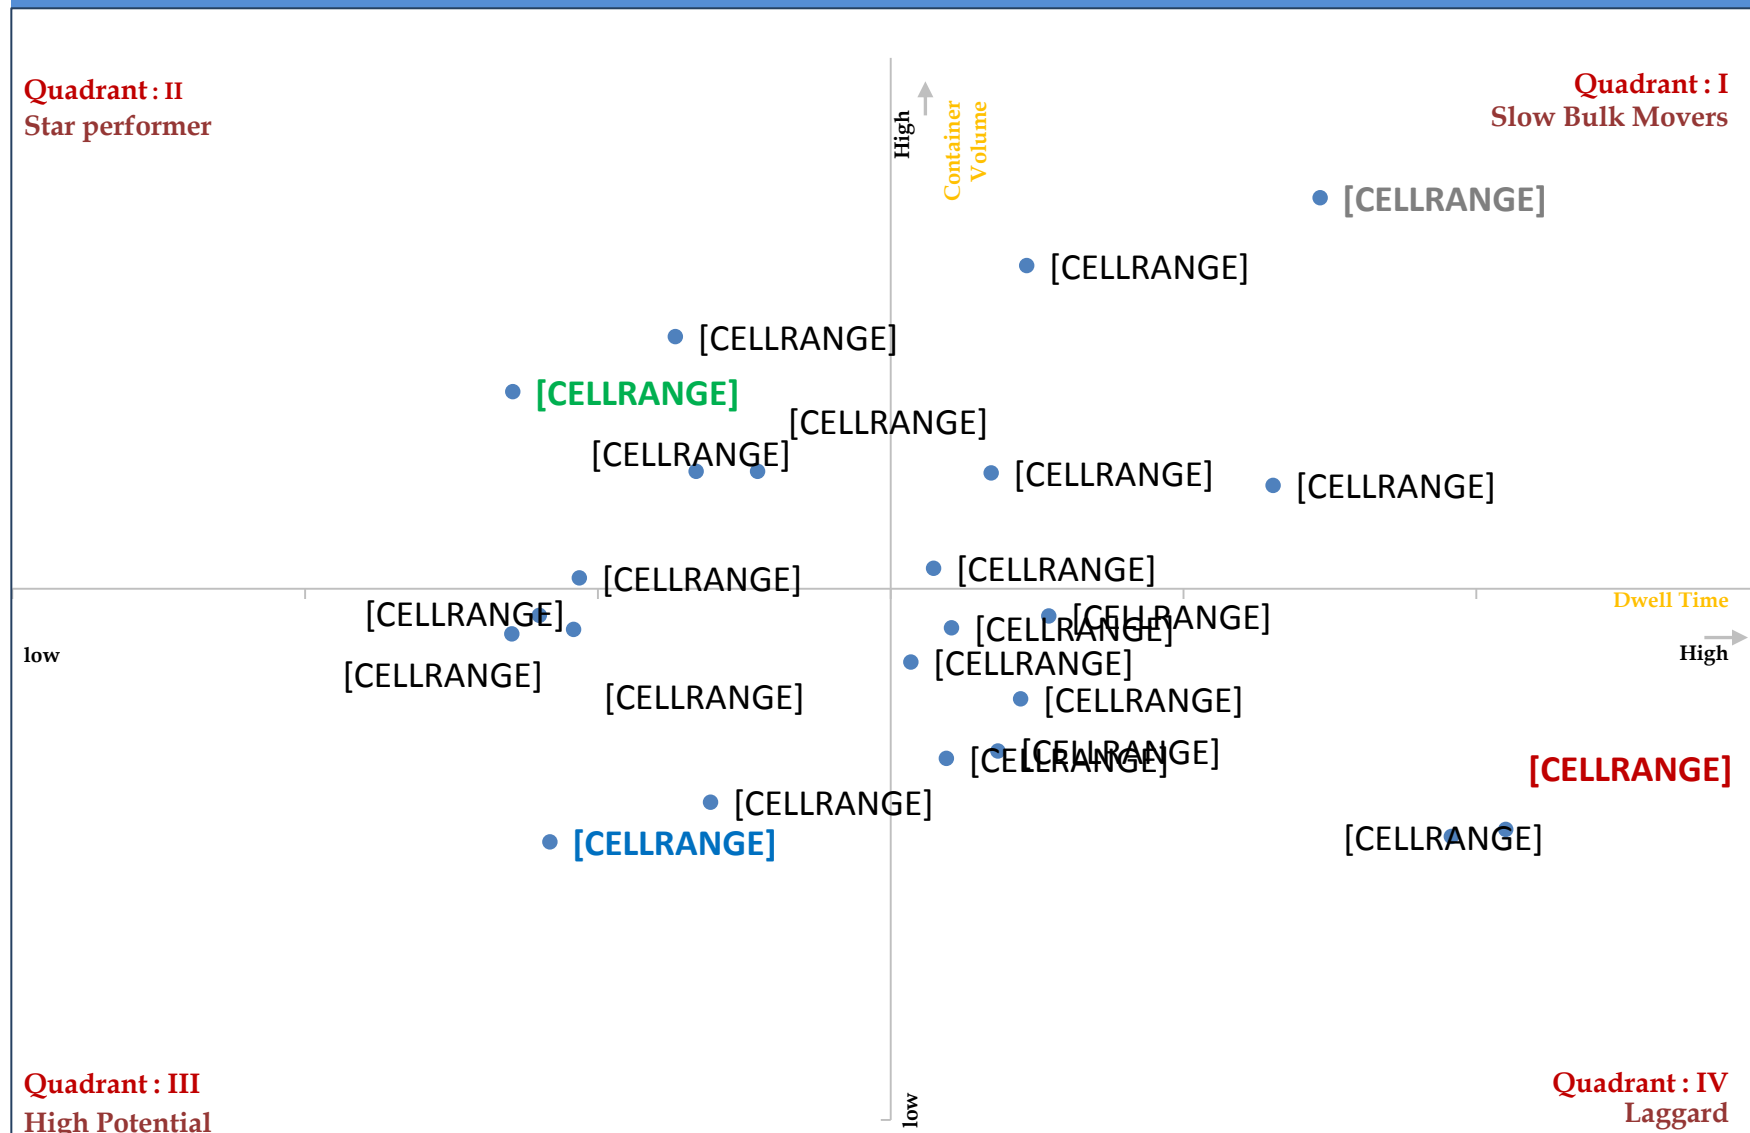 Quadrant : II
Star performer
Quadrant : I
Slow Bulk Movers
High
Container
Volume
[CELLRANGE]
[CELLRANGE]
[CELLRANGE]
[CELLRANGE]
[CELLRANGE]
[CELLRANGE]
[CELLRANGE]
[CELLRANGE]
[CELLRANGE]
[CELLRANGE]
Dwell Time
[CELLRANGE]
[CELLRANGE]
[CELLRANGE]
low
High
[CELLRANGE]
[CELLRANGE]
[CELLRANGE]
[CELLRANGE]
[CELLRANGE]
[CELLRANGE]
[CELLRANGE]
[CELLRANGE]
[CELLRANGE]
[CELLRANGE]
Quadrant : III
High Potential
low
Quadrant : IV
Laggard